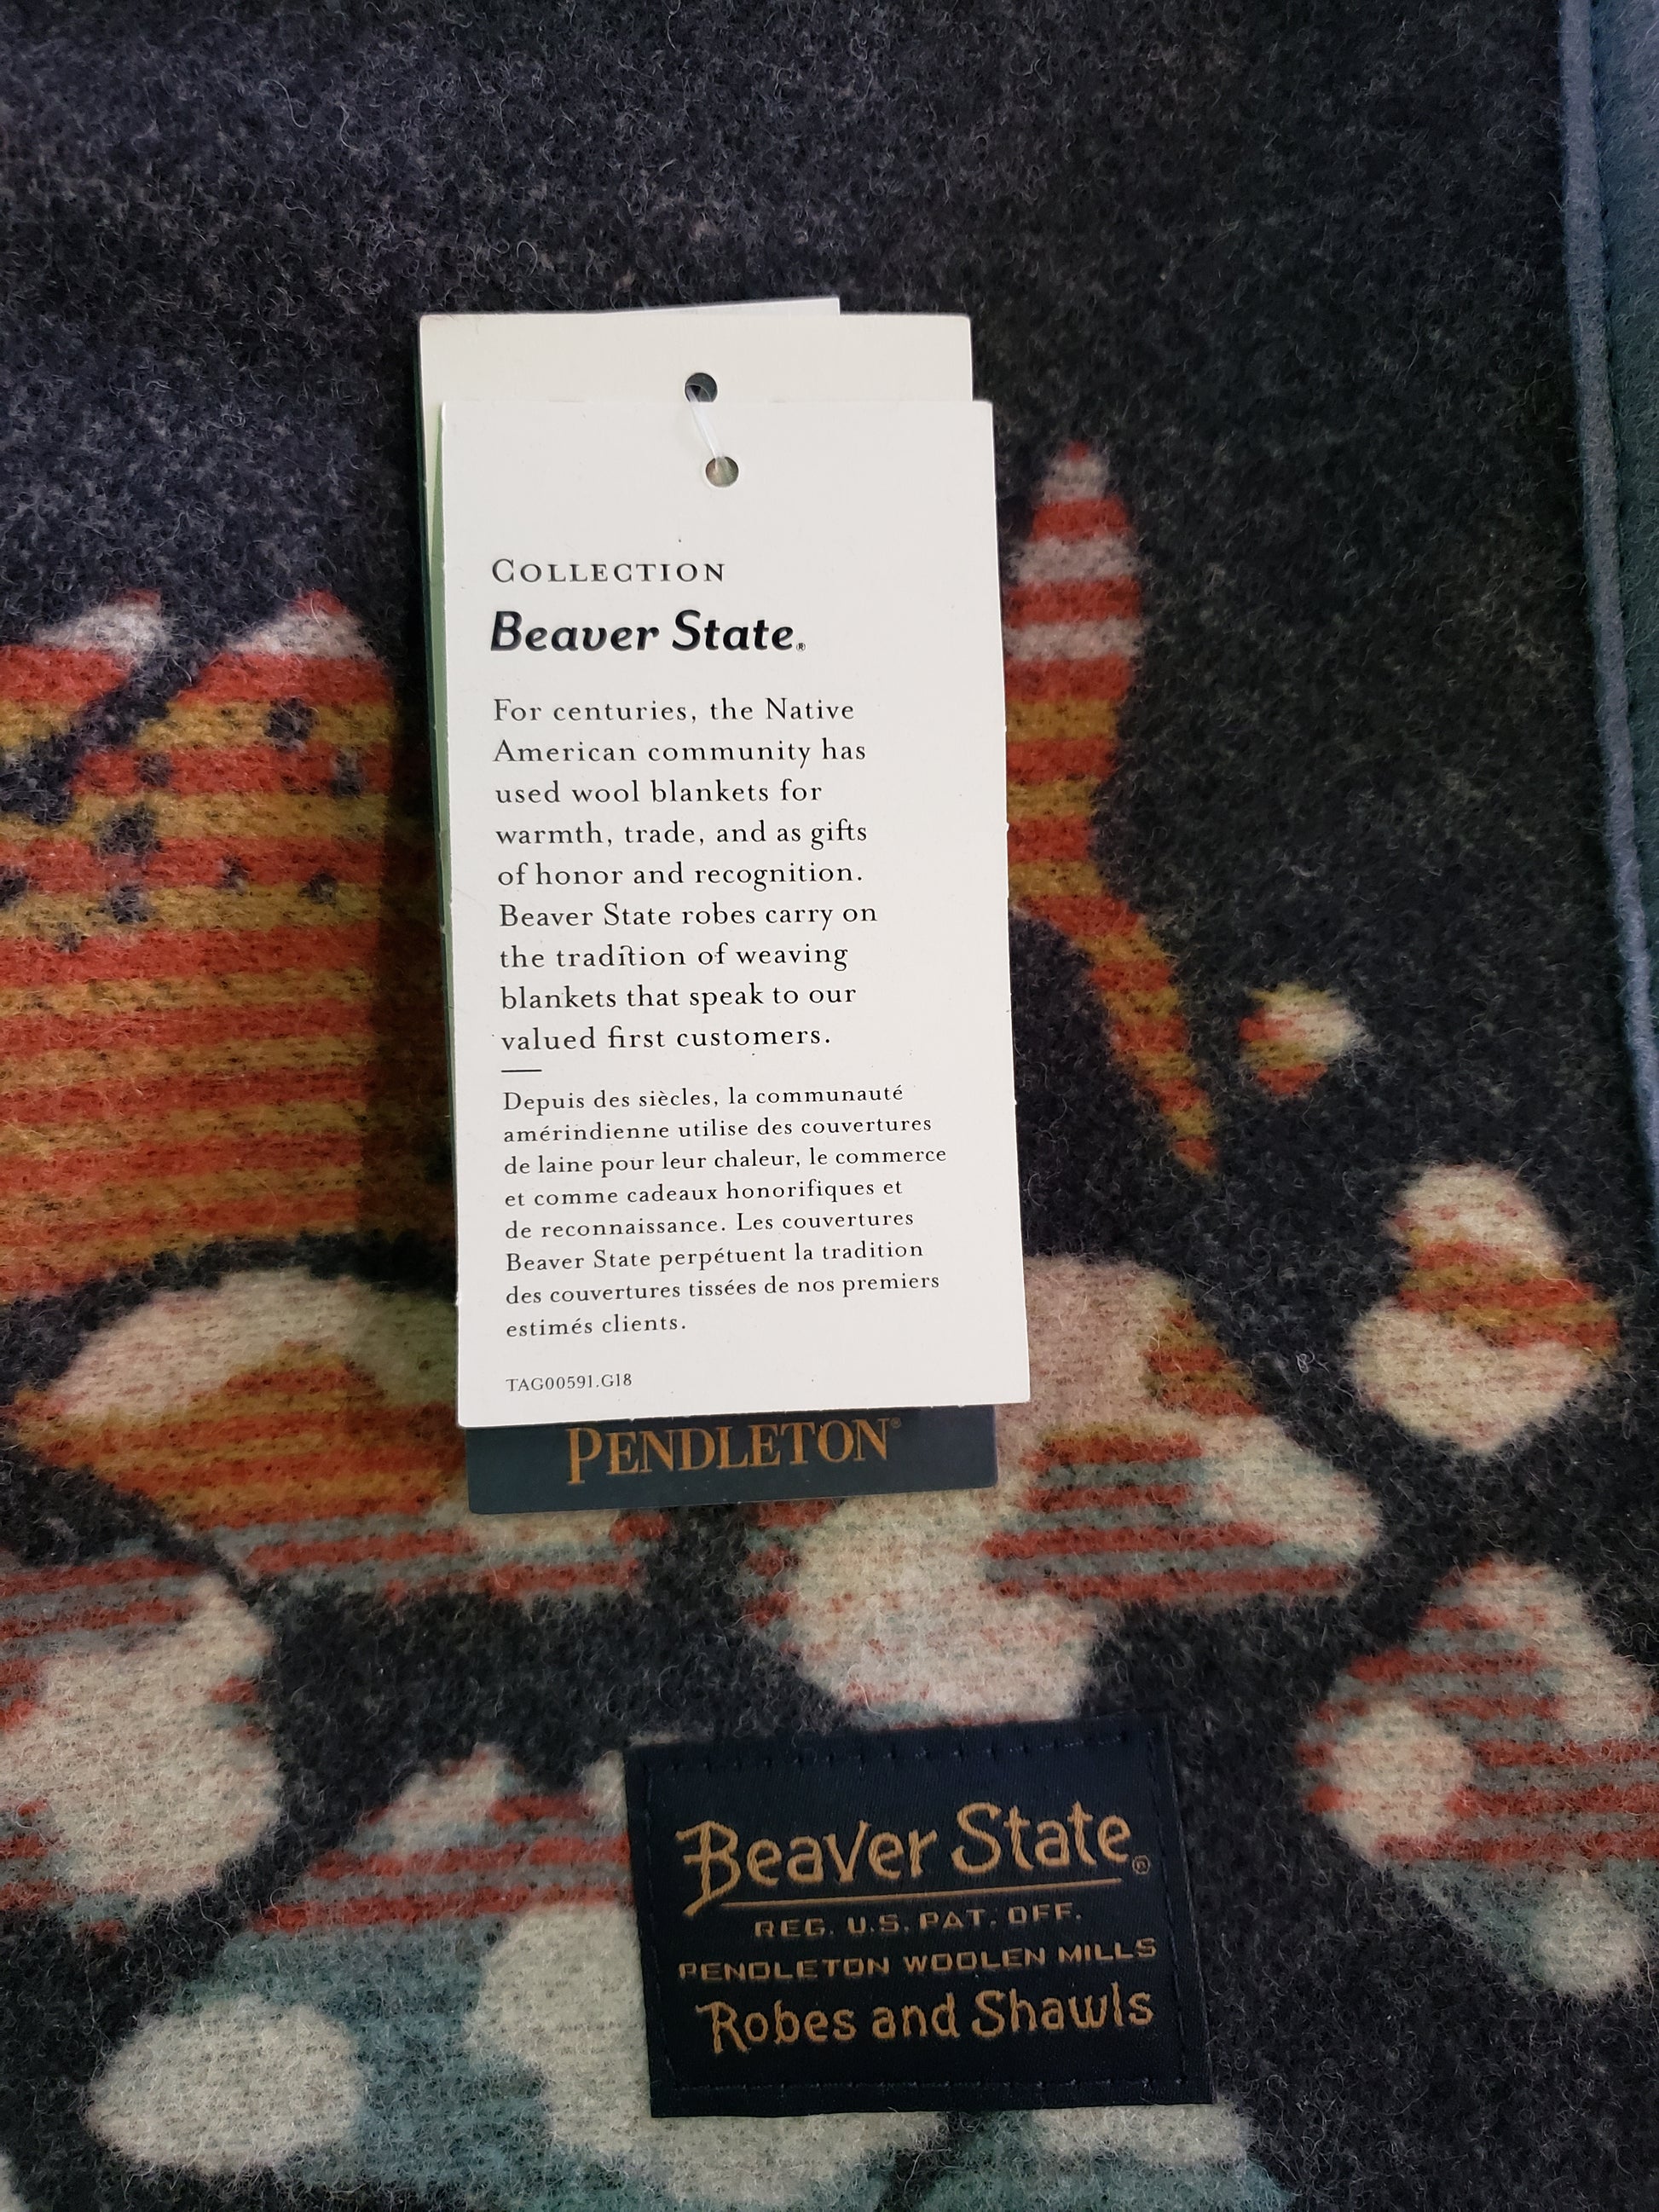 COLLECTION
Beaver State®
For centuries, the Native
American community has
used wool blankets for
warmth, trade, and as gifts
of honor and recognition.
Beaver State robes carry on
the tradition of weaving
blankets that speak to our
valued first customers.
Depuis des siècles, la communauté
amérindienne utilise des couvertures
de laine pour leur chaleur, le commerce
et comme cadeaux honorifiques et
de reconnaissance. Les couvertures
Beaver State perpétuent la tradition
des couvertures tissées de nos premiers
estimés clients.
TAG00591.G18
PENDLETON®
Beaver State®
REG. U.S. PAT. OFF.
PENDLETON WOOLEN MILLS
Robes and Shawls